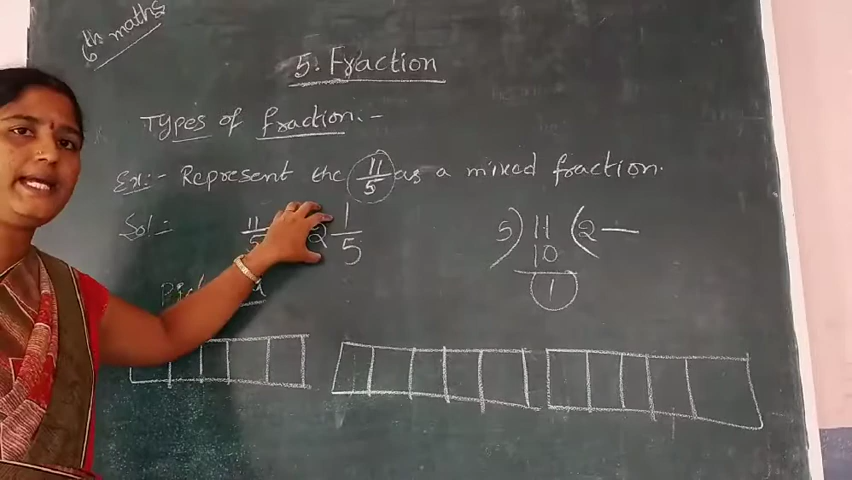 6th maths
5. Fraction
Types of fraction:-
Ex:- Represent the 11/5 as a mixed fraction.
Sol:- 11/5 2 1/5
5) 11 (2 —
10
1